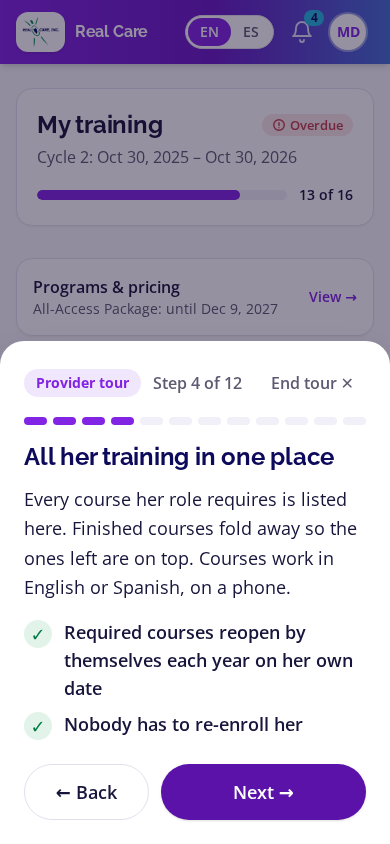 Real Care
EN ES
4
MD
My training
Overdue
Cycle 2: Oct 30, 2025 – Oct 30, 2026
13 of 16
Programs & pricing
All-Access Package: until Dec 9, 2027
View →
Provider tour Step 4 of 12 End tour ✕
All her training in one place
Every course her role requires is listed
here. Finished courses fold away so the
ones left are on top. Courses work in
English or Spanish, on a phone.
✓ Required courses reopen by
themselves each year on her own
date
✓ Nobody has to re-enroll her
← Back Next →